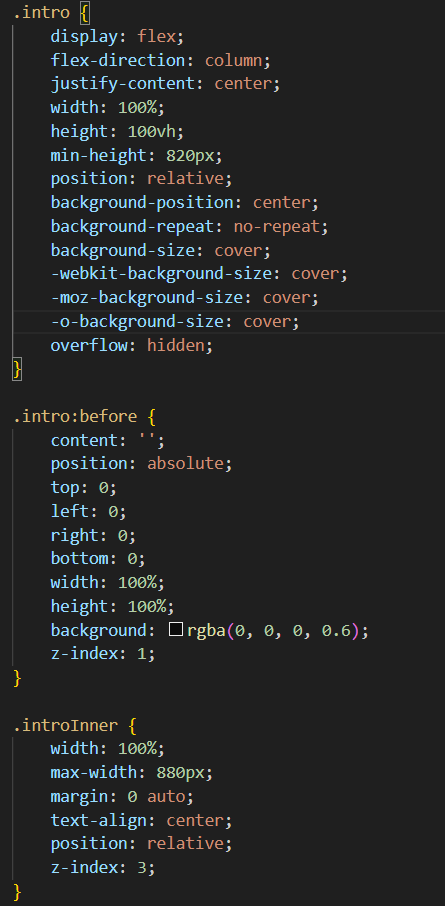 .intro {
    display: flex;
    flex-direction: column;
    justify-content: center;
    width: 100%;
    height: 100vh;
    min-height: 820px;
    position: relative;
    background-position: center;
    background-repeat: no-repeat;
    background-size: cover;
    -webkit-background-size: cover;
    -moz-background-size: cover;
    -o-background-size: cover;
    overflow: hidden;
}

.intro:before {
    content: '';
    position: absolute;
    top: 0;
    left: 0;
    right: 0;
    bottom: 0;
    width: 100%;
    height: 100%;
    background: rgba(0, 0, 0, 0.6);
    z-index: 1;
}

.introInner {
    width: 100%;
    max-width: 880px;
    margin: 0 auto;
    text-align: center;
    position: relative;
    z-index: 3;
}